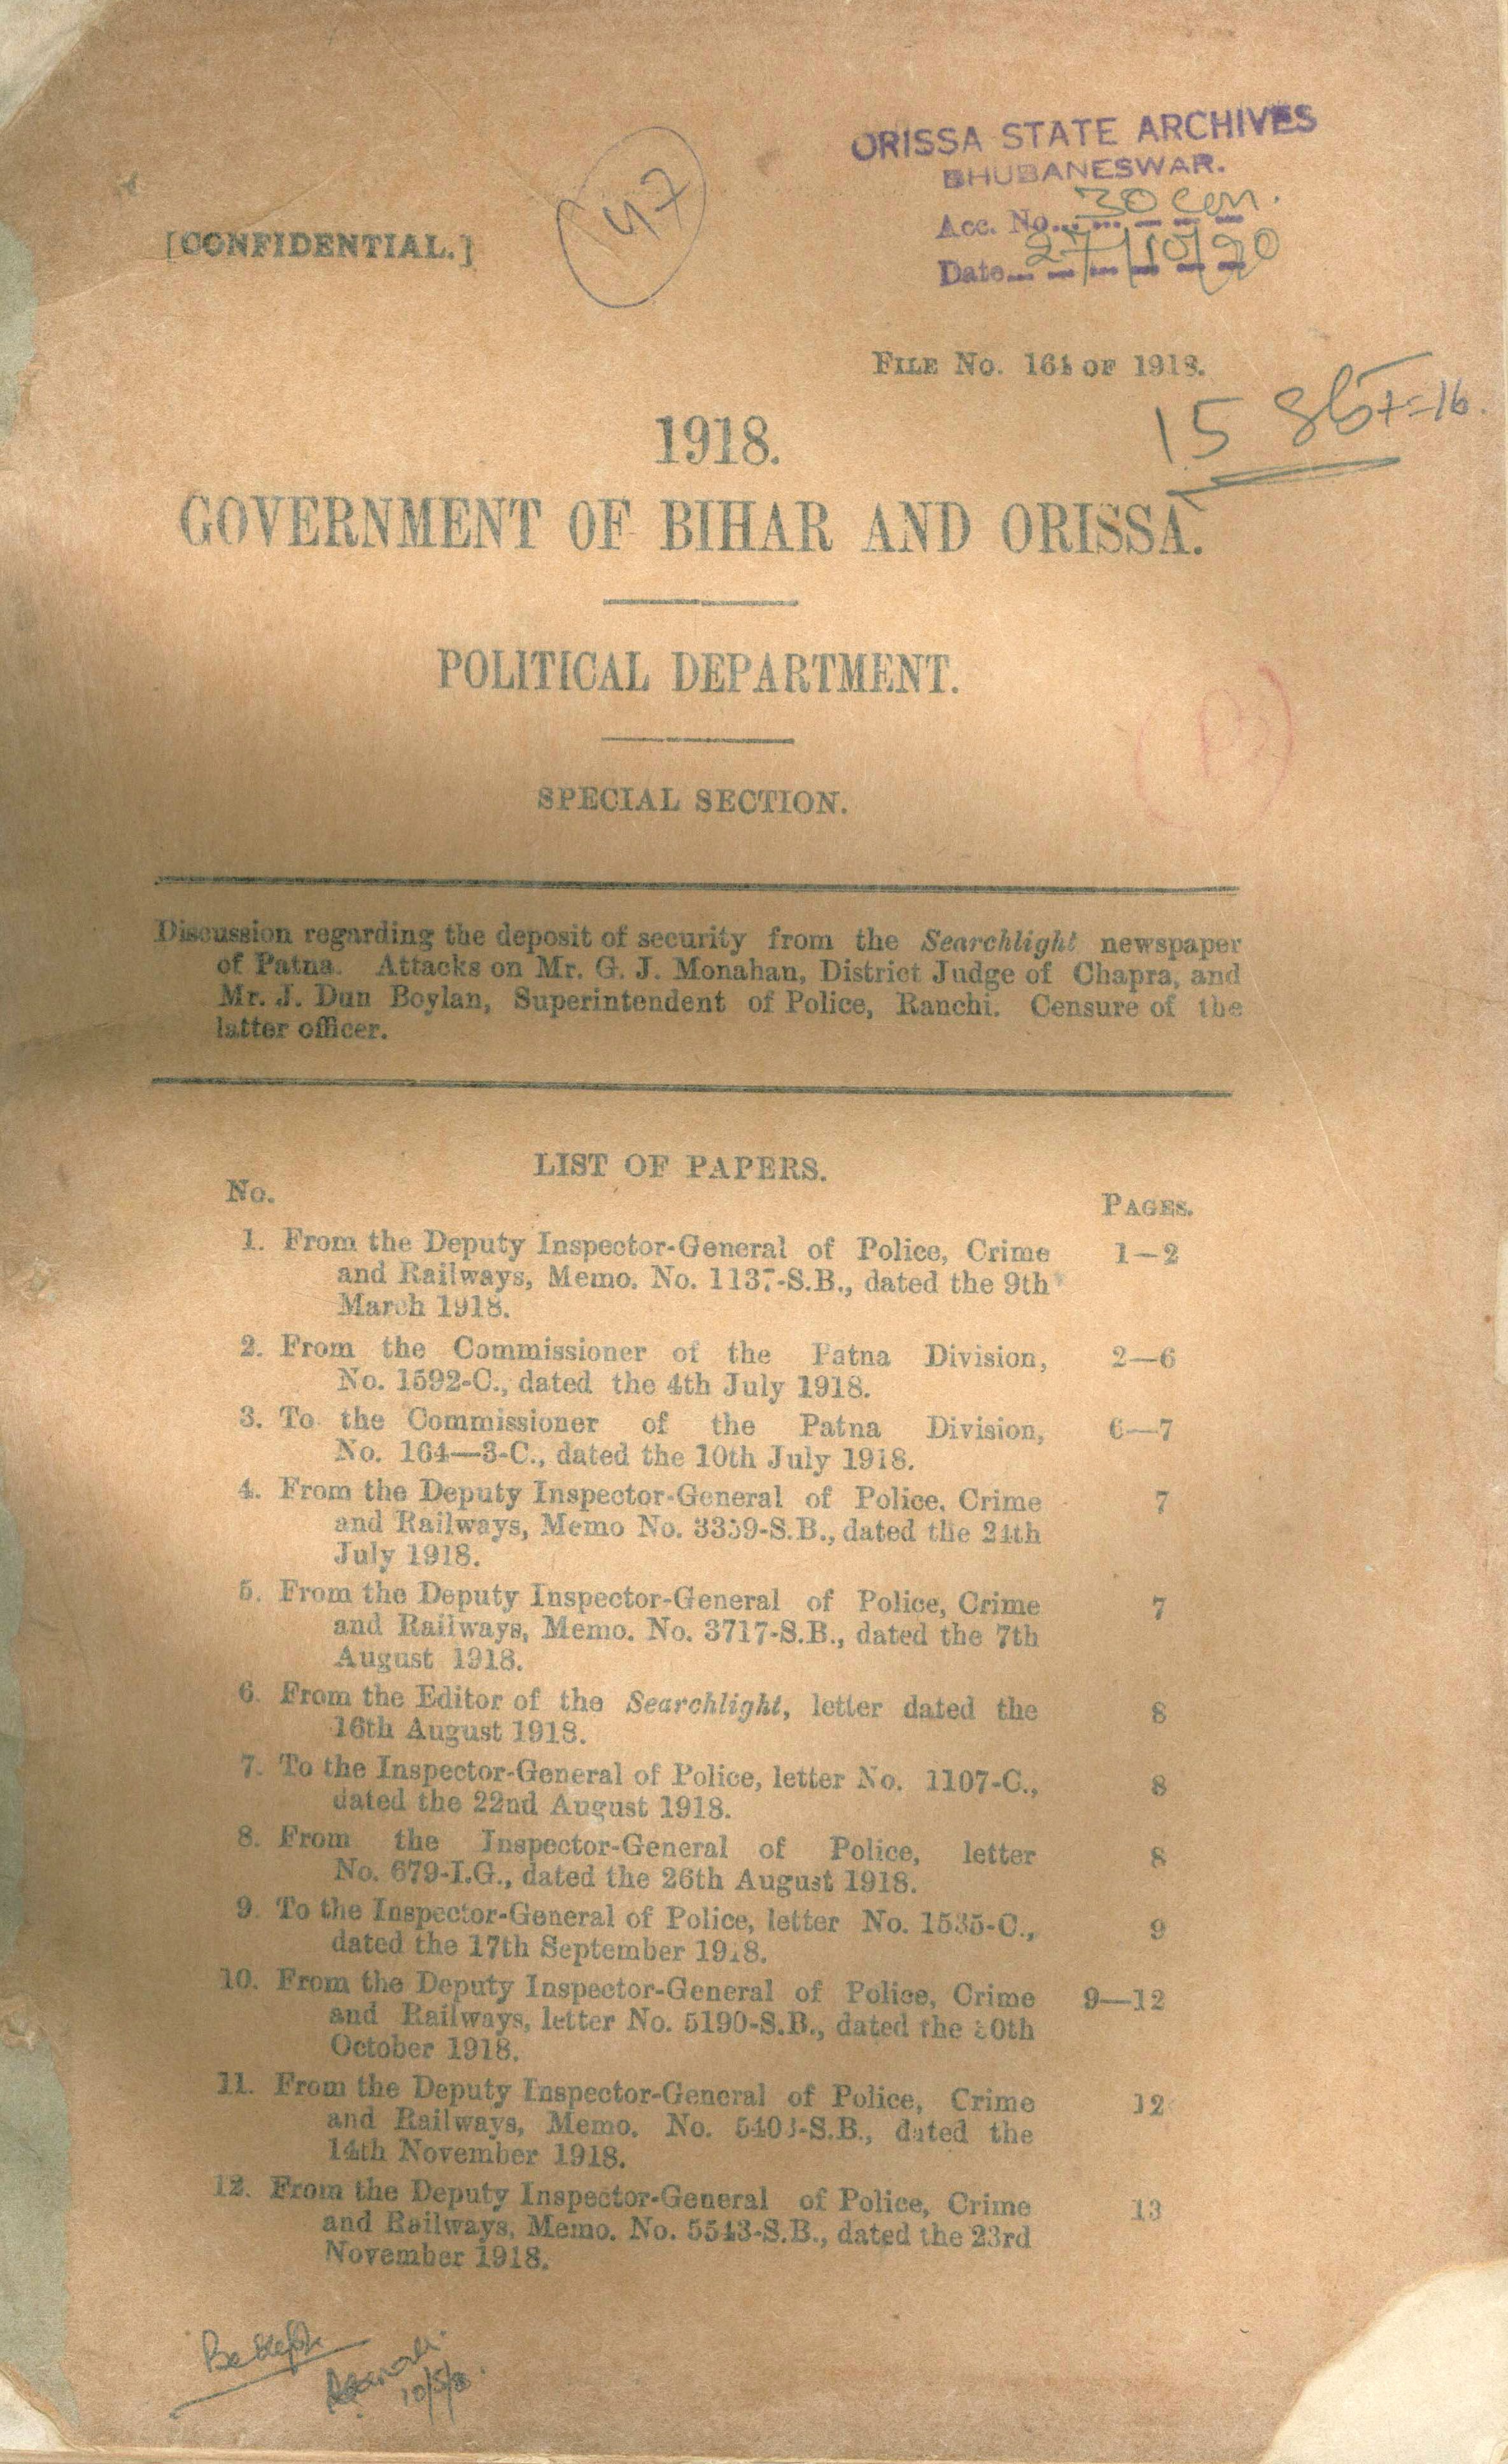 ORISSA STATE ARCHIVES
BHUBANESWAR.
Acc. No. 30 con.
Date 27/10/90
147
[CONFIDENTIAL.]
FILE No. 164 OF 1918.
15
1918.
GOVERNMENT OF BIHAR AND ORISSA.
POLITICAL DEPARTMENT.
SPECIAL SECTION.
Discussion regarding the deposit of security from the Searchlight newspaper
of Patna. Attacks on Mr. G. J. Monahan, District Judge of Chapra, and
Mr. J. Dun Boylan, Superintendent of Police, Ranchi. Censure of the
latter officer.
LIST OF PAPERS.
No.
PAGES.
1. From the Deputy Inspector-General of Police, Crime 1—2
and Railways, Memo. No. 1137-S.B., dated the 9th
March 1918.
2. From the Commissioner of the Patna Division, 2—6
No. 1592-C., dated the 4th July 1918.
3. To the Commissioner of the Patna Division, 6—7
No. 164—3-C., dated the 10th July 1918.
4. From the Deputy Inspector-General of Police, Crime 7
and Railways, Memo No. 3359-S.B., dated the 24th
July 1918.
5. From the Deputy Inspector-General of Police, Crime 7
and Railways, Memo. No. 3717-S.B., dated the 7th
August 1918.
6. From the Editor of the Searchlight, letter dated the 8
16th August 1918.
7. To the Inspector-General of Police, letter No. 1107-C., 8
dated the 22nd August 1918.
8. From the Inspector-General of Police, letter 8
No. 679-I.G., dated the 26th August 1918.
9. To the Inspector-General of Police, letter No. 1535-C., 9
dated the 17th September 1918.
10. From the Deputy Inspector-General of Police, Crime 9—12
and Railways, letter No. 5190-S.B., dated the 30th
October 1918.
11. From the Deputy Inspector-General of Police, Crime 12
and Railways, Memo. No. 5403-S.B., dated the
14th November 1918.
12. From the Deputy Inspector-General of Police, Crime 13
and Railways, Memo. No. 5543-S.B., dated the 23rd
November 1918.